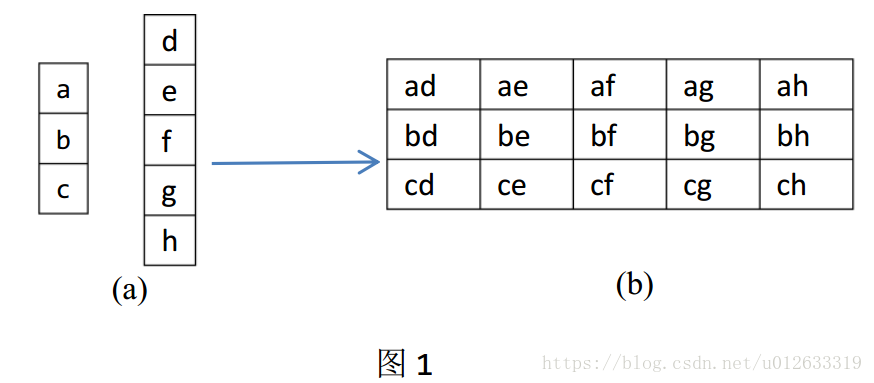 a
b
c
d
e
f
g
h
(a)
ad ae af ag ah
bd be bf bg bh
cd ce cf cg ch
(b)
图 1
https://blog.csdn.net/u012633319